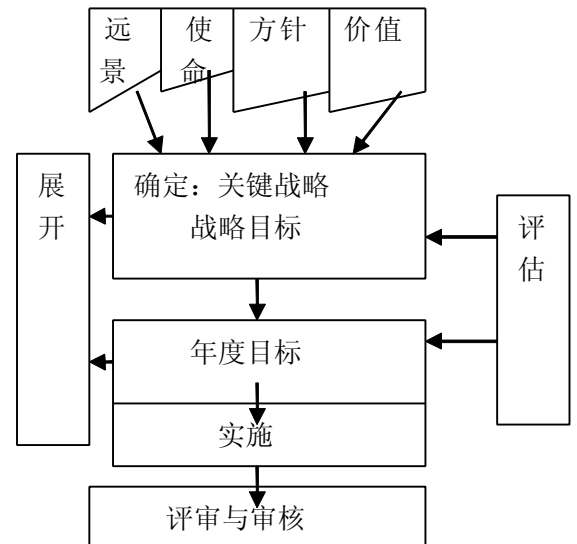 远景
使命
方针
价值
展开
确定：关键战略
战略目标
评估
年度目标
实施
评审与审核